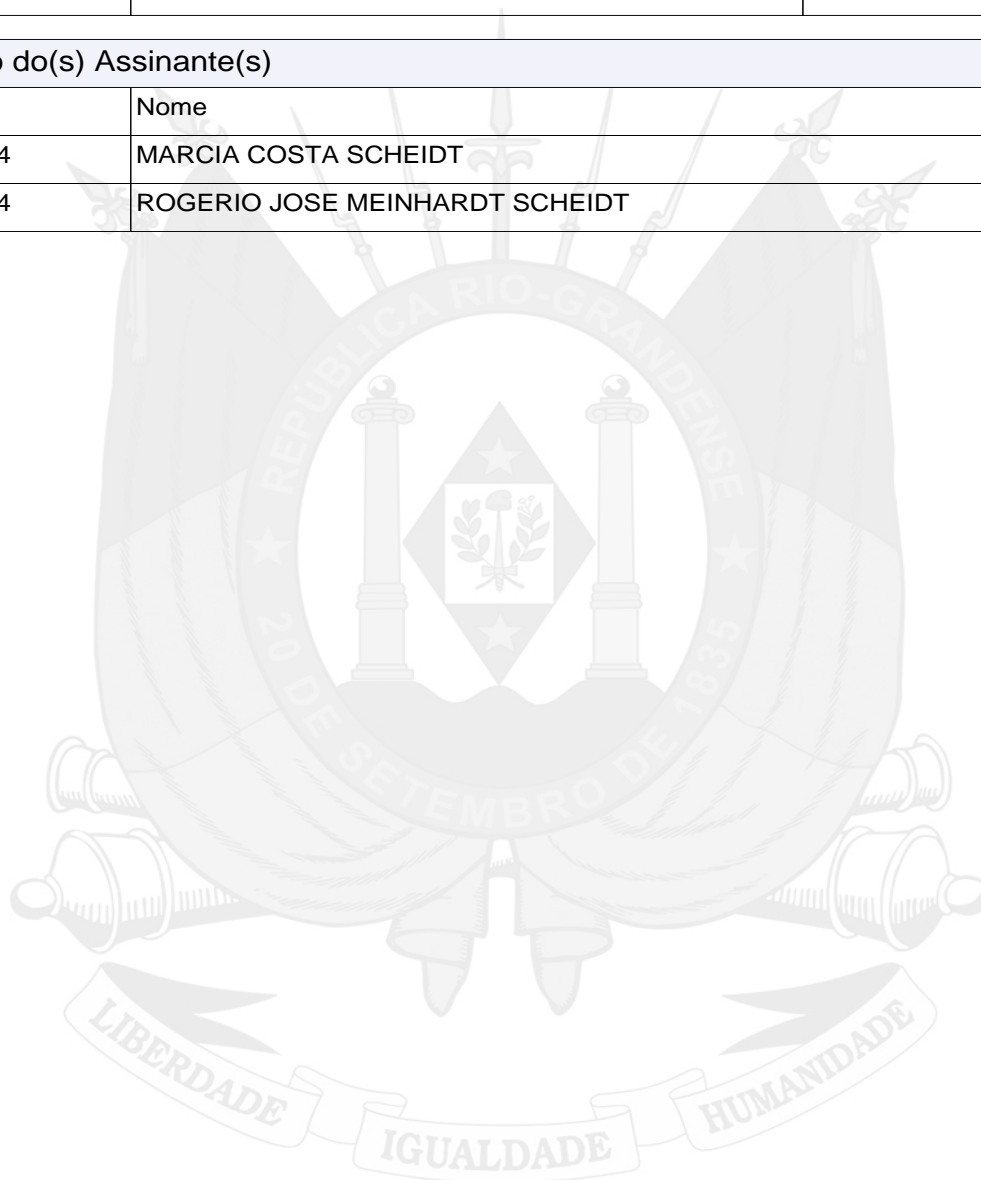 o do(s) Assinante(s)
Nome
4 MARCIA COSTA SCHEIDT
4 ROGERIO JOSE MEINHARDT SCHEIDT
REPÚBLICA RIO-GRANDENSE
★ 20 DE SETEMBRO DE 1835 ★
LIBERDADE IGUALDADE HUMANIDADE